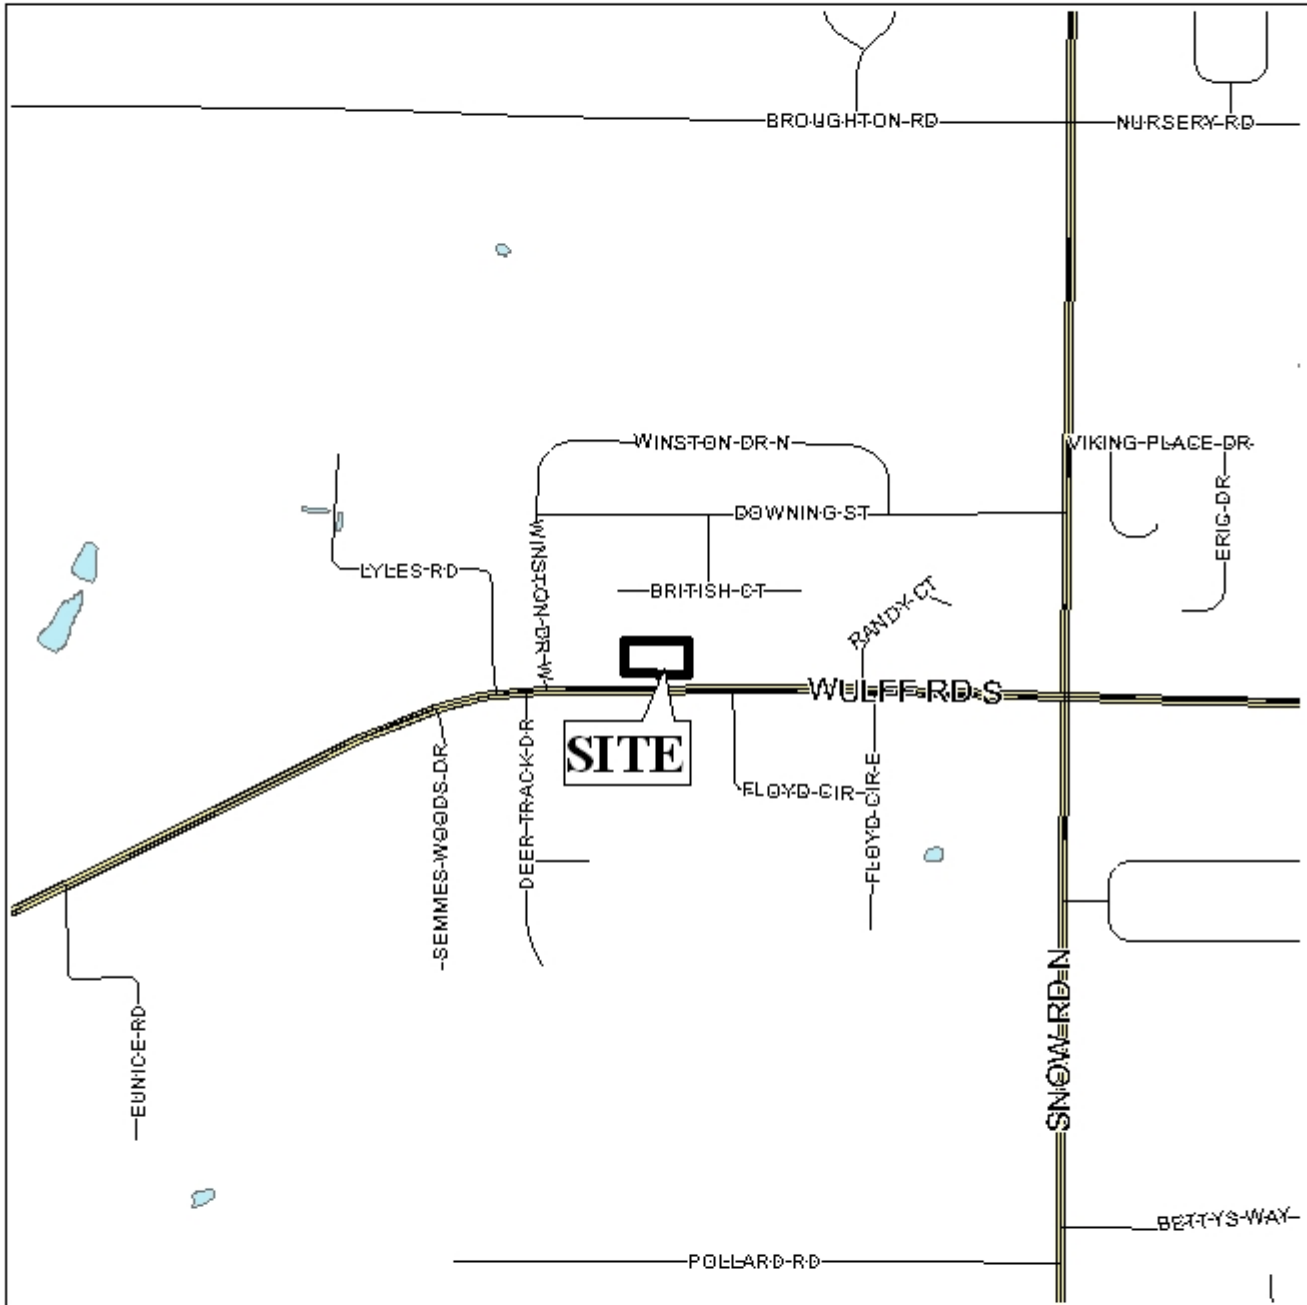 BROUGHTON RD
NURSERY RD
WINSTON DR N
VIKING PLACE DR
DOWNING ST
ERIC DR
WINSTON DR W
LYLES RD
BRITISH CT
RANDY CT
WULFF RD S
SITE
SEMMES WOODS DR
DEER TRACK DR
FLOYD CIR
FLOYD CIR E
SNOW RD N
EUNICE RD
BETTYS WAY
POLLARD RD